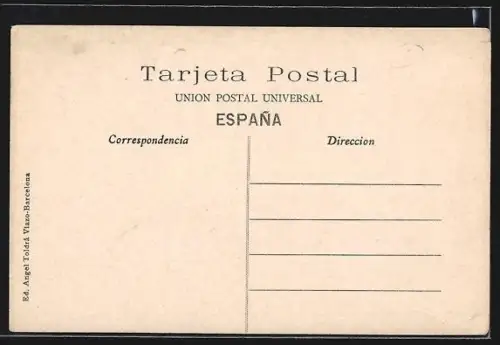 Tarjeta Postal
UNION POSTAL UNIVERSAL
ESPAÑA
Correspondencia
Direccion
Ed. Angel Toldrá Viazo-Barcelona